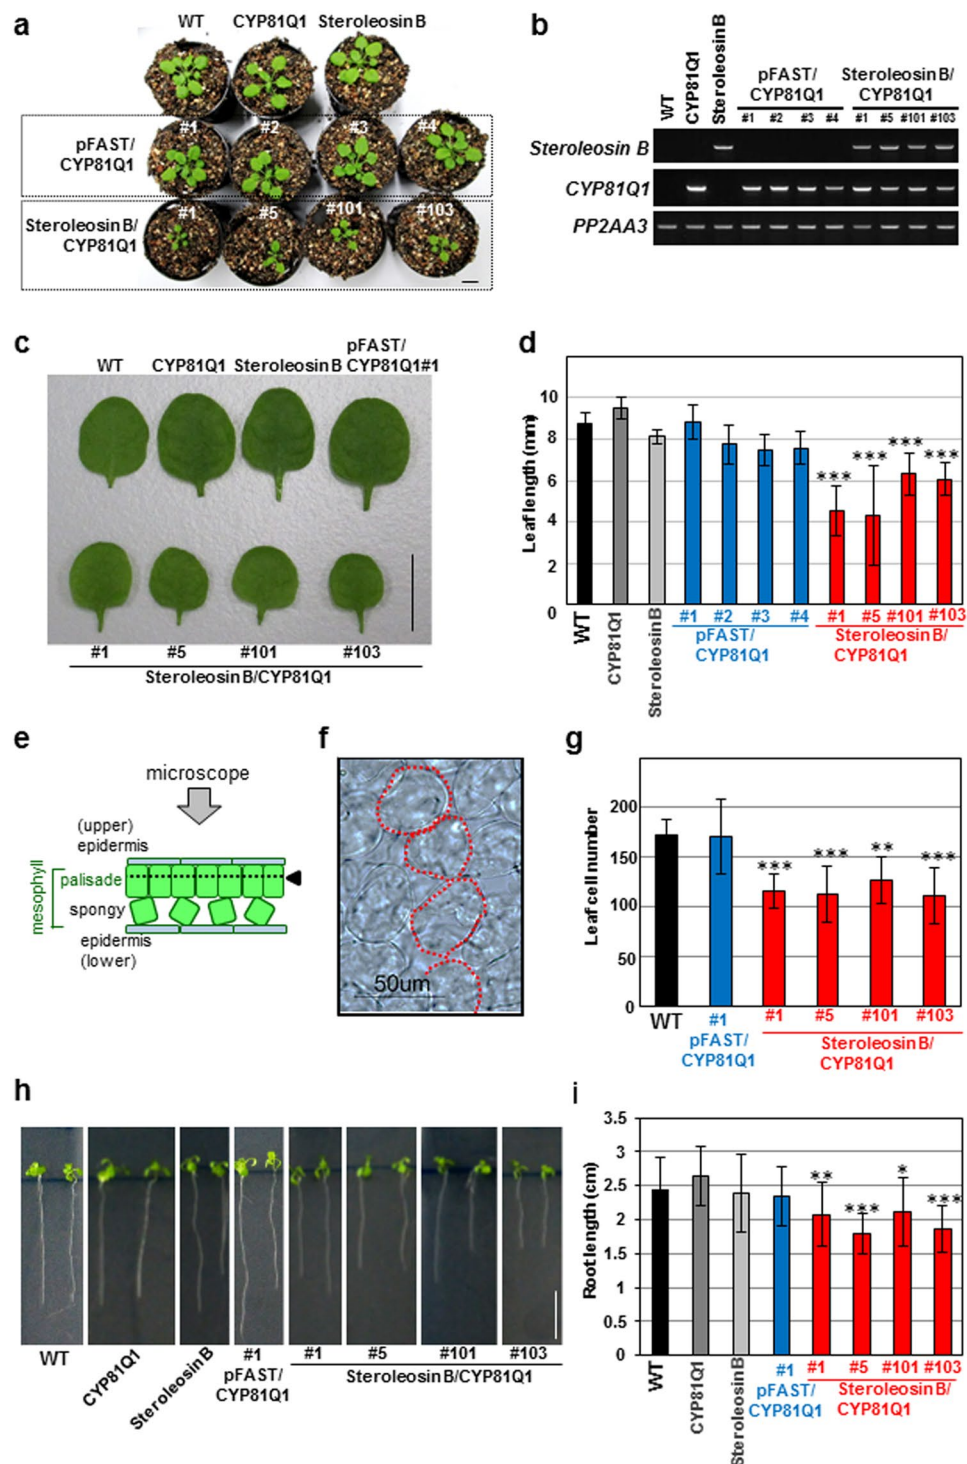 a
WT CYP81Q1 Steroleosin B
#1 #2 #3 #4
pFAST/
CYP81Q1
#1 #5 #101 #103
Steroleosin B/
CYP81Q1
b
WT
CYP81Q1
Steroleosin B
pFAST/
CYP81Q1
Steroleosin B/
CYP81Q1
#1 #2 #3 #4 #1 #5 #101 #103
Steroleosin B
CYP81Q1
PP2AA3
c
WT CYP81Q1 Steroleosin B pFAST/
CYP81Q1#1
#1 #5 #101 #103
Steroleosin B/CYP81Q1
d
Leaf length (mm)
10
8
6
4
2
0
*** *** *** ***
WT
CYP81Q1
Steroleosin B
#1 #2 #3 #4
pFAST/
CYP81Q1
#1 #5 #101 #103
Steroleosin B/
CYP81Q1
e
microscope
(upper)
epidermis
mesophyll
palisade
spongy
epidermis
(lower)
f
50um
g
Leaf cell number
200
150
100
50
0
*** *** ** ***
WT
#1
pFAST/
CYP81Q1
#1 #5 #101 #103
Steroleosin B/
CYP81Q1
h
WT
CYP81Q1
Steroleosin B
#1
pFAST/
CYP81Q1
#1 #5 #101 #103
Steroleosin B/CYP81Q1
i
Root length (cm)
3.5
3
2.5
2
1.5
1
0.5
0
** *** * ***
WT
CYP81Q1
Steroleosin B
#1
pFAST/
CYP81Q1
#1 #5 #101 #103
Steroleosin B/
CYP81Q1